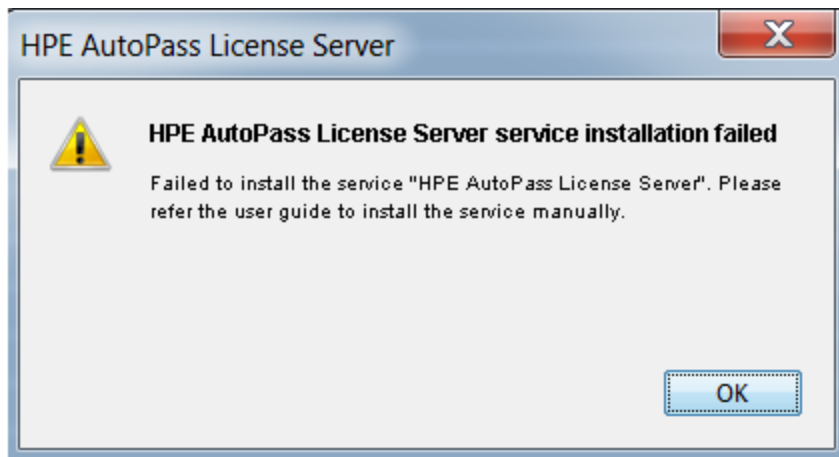 HPE AutoPass License Server
HPE AutoPass License Server service installation failed
Failed to install the service "HPE AutoPass License Server". Please
refer the user guide to install the service manually.
OK